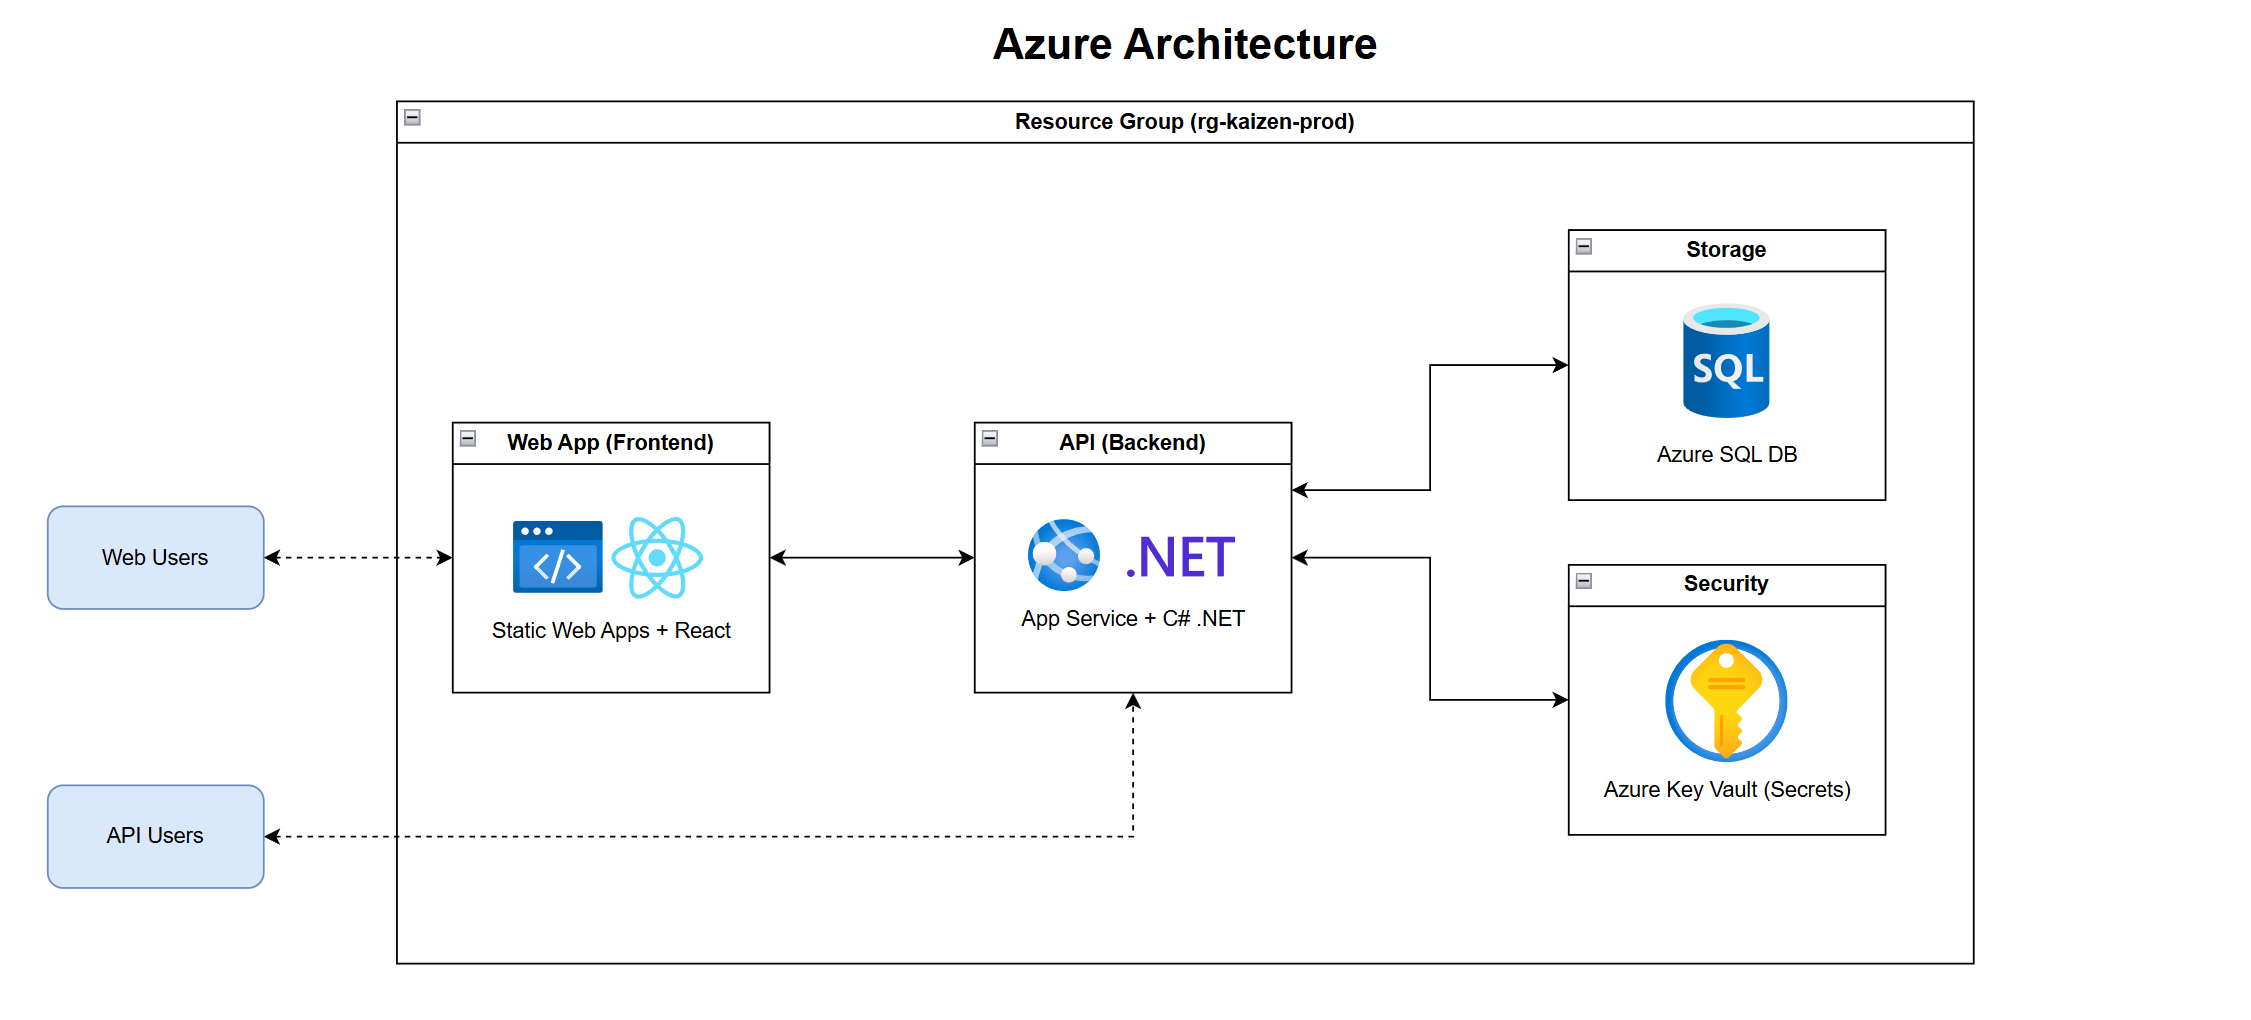 Azure Architecture
Resource Group (rg-kaizen-prod)
Storage
SQL
Azure SQL DB
Web App (Frontend)
</>
Static Web Apps + React
API (Backend)
.NET
App Service + C# .NET
Security
Azure Key Vault (Secrets)
Web Users
API Users